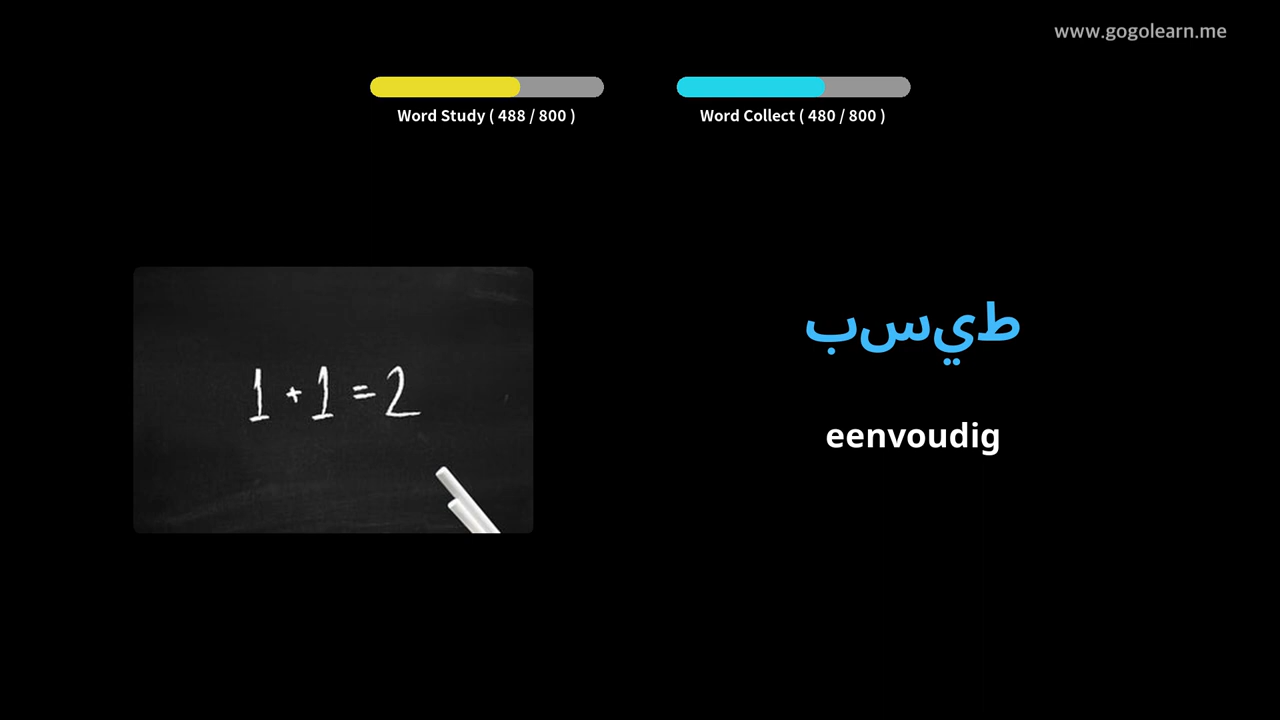 www.gogolearn.me
Word Study ( 488 / 800 )
Word Collect ( 480 / 800 )
1 + 1 = 2
بسيط
eenvoudig